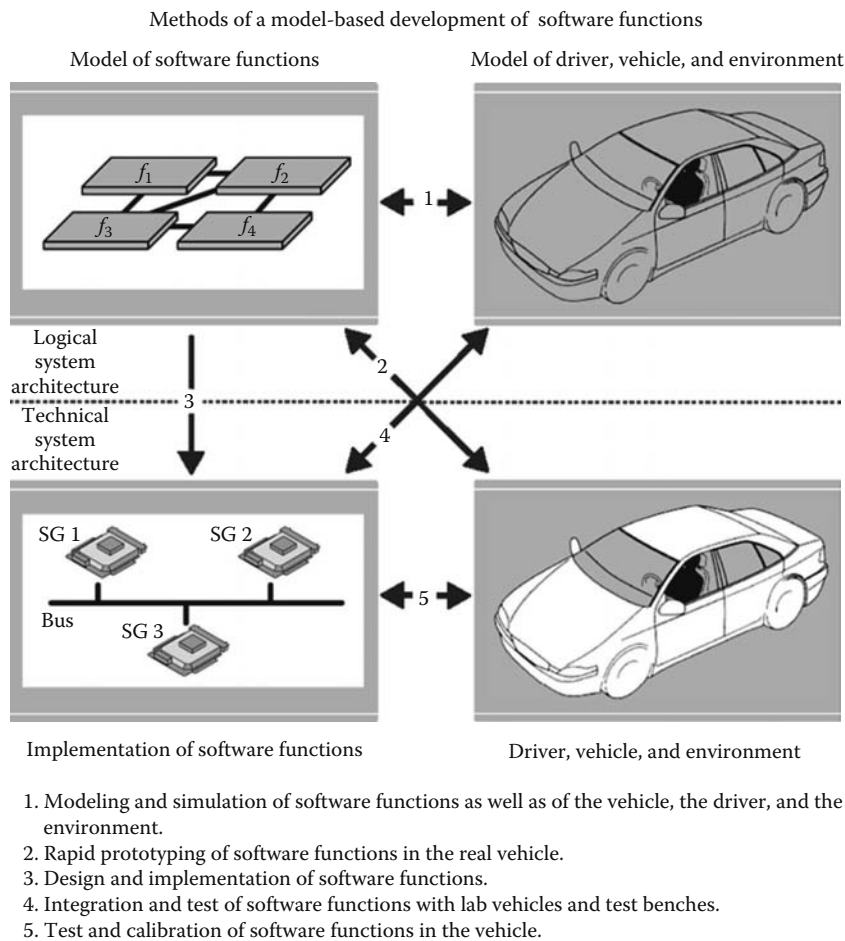 Methods of a model-based development of software functions
Model of software functions
Model of driver, vehicle, and environment
f1
f2
f3
f4
1
Logical
system
architecture
2
3
Technical
system
architecture
4
SG 1
SG 2
Bus
SG 3
5
Implementation of software functions
Driver, vehicle, and environment
1. Modeling and simulation of software functions as well as of the vehicle, the driver, and the
environment.
2. Rapid prototyping of software functions in the real vehicle.
3. Design and implementation of software functions.
4. Integration and test of software functions with lab vehicles and test benches.
5. Test and calibration of software functions in the vehicle.